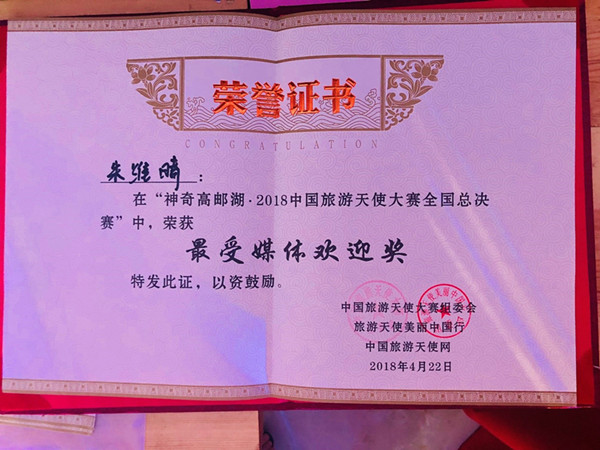 荣誉证书
CONGRATULATION
朱雅晴:
在“神奇高邮湖·2018中国旅游天使大赛全国总决
赛”中,荣获
最受媒体欢迎奖
特发此证,以资鼓励。
中国旅游天使大赛组委会
旅游天使美丽中国行
中国旅游天使网
2018年4月22日